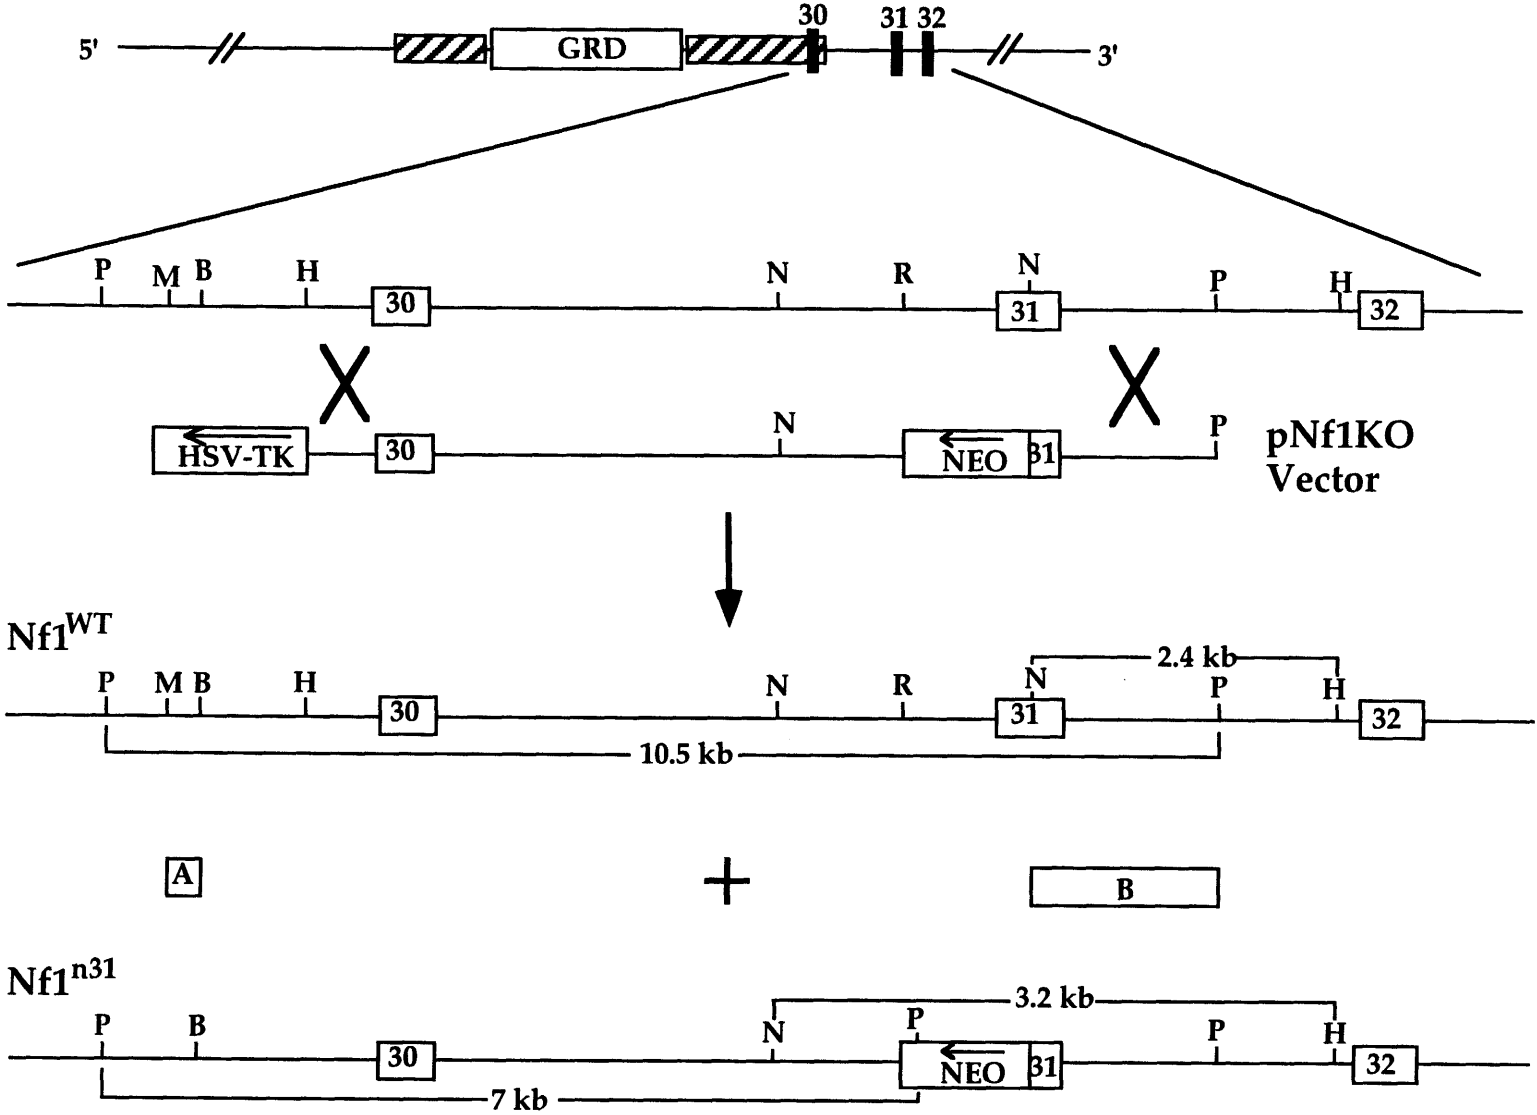 30 31 32
5' GRD 3'
P M B H N R N P H
30 31 32
N P
HSV-TK 30 NEO 31
pNf1KO
Vector
Nf1WT
2.4 kb
P M B H N R N P H
30 31 32
10.5 kb
A + B
Nf1n31
3.2 kb
P B N P P H
30 NEO 31 32
7 kb